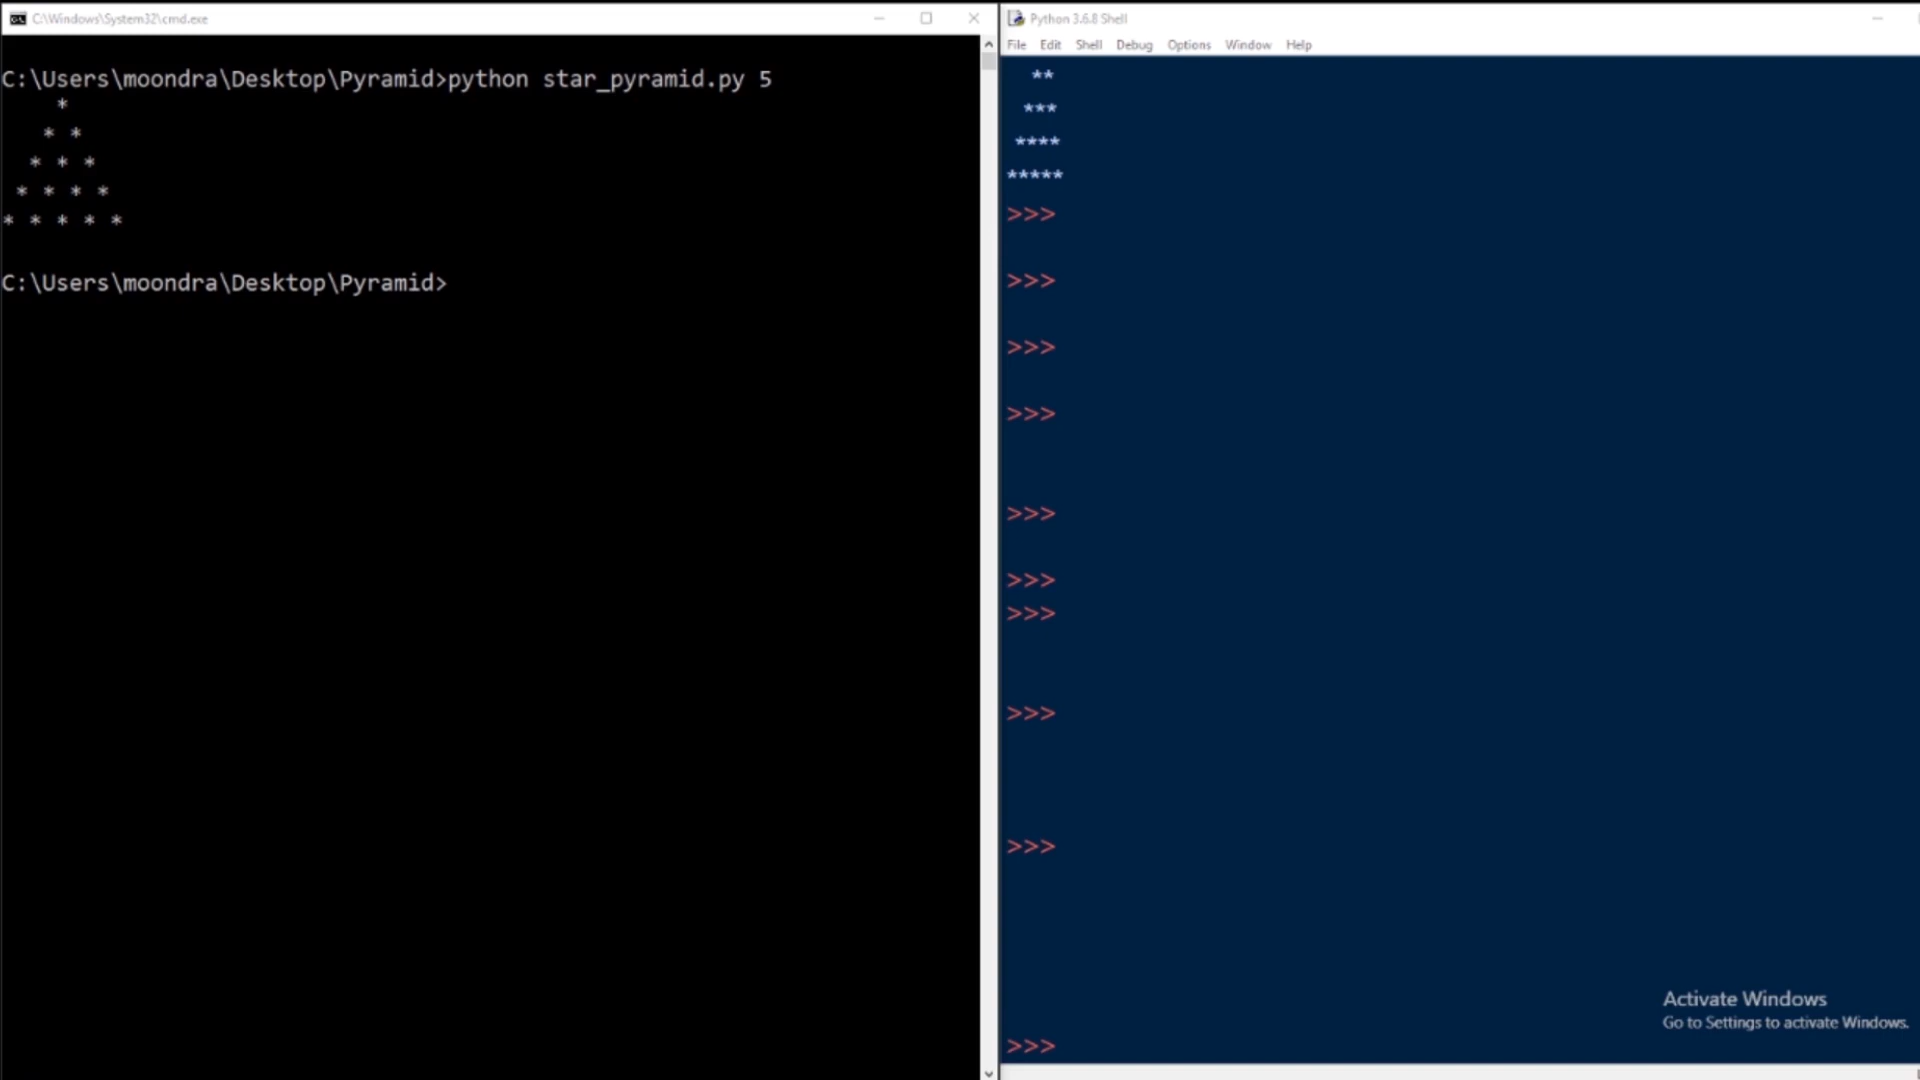 C:\Windows\System32\cmd.exe
C:\Users\moondra\Desktop\Pyramid>python star_pyramid.py 5
*
* *
* * *
* * * *
* * * * *
C:\Users\moondra\Desktop\Pyramid>
Python 3.6.8 Shell
File Edit Shell Debug Options Window Help
**
***
****
*****
>>>
>>>
>>>
>>>
>>>
>>>
>>>
>>>
>>>
>>>
Activate Windows
Go to Settings to activate Windows.